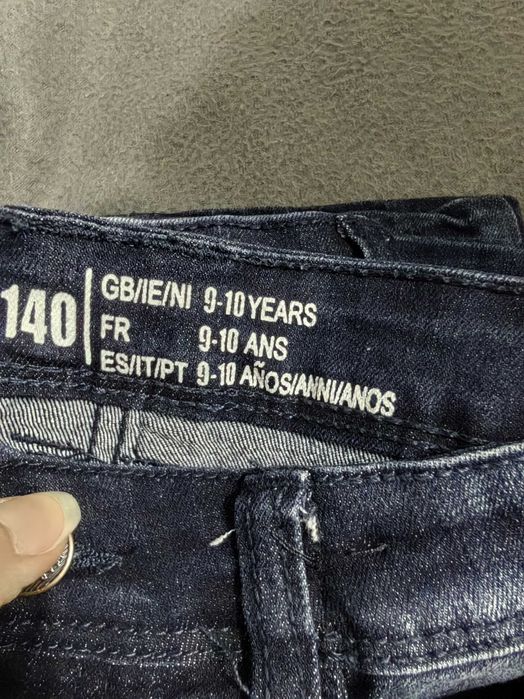 140
GB/IE/NI 9-10 YEARS
FR 9-10 ANS
ES/IT/PT 9-10 AÑOS/ANNI/ANOS